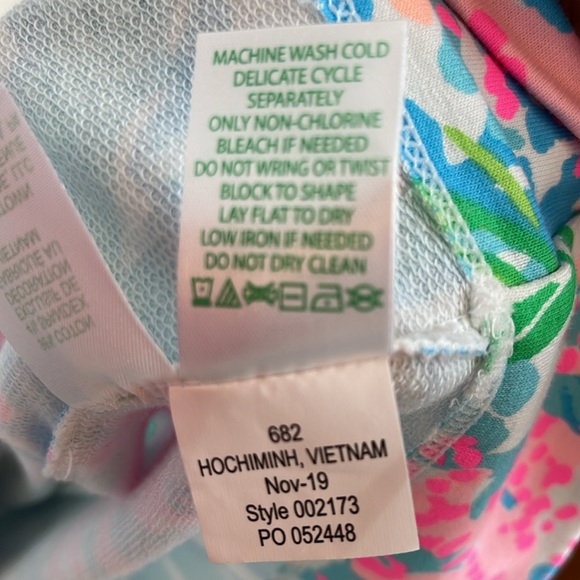 MACHINE WASH COLD
DELICATE CYCLE
SEPARATELY
ONLY NON-CHLORINE
BLEACH IF NEEDED
DO NOT WRING OR TWIST
BLOCK TO SHAPE
LAY FLAT TO DRY
LOW IRON IF NEEDED
DO NOT DRY CLEAN
682
HOCHIMINH, VIETNAM
Nov-19
Style 002173
PO 052448